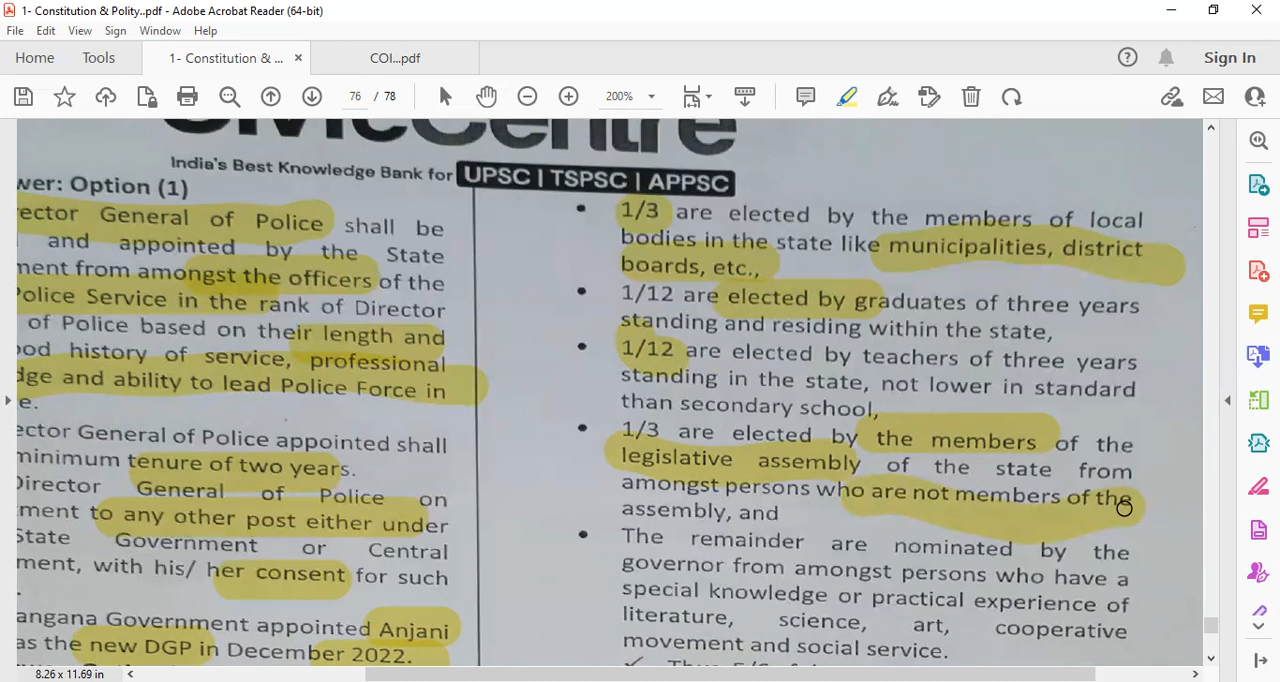 1- Constitution & Polity..pdf - Adobe Acrobat Reader (64-bit)
File Edit View Sign Window Help
Home Tools 1- Constitution & ... × COI...pdf Sign In
76 / 78 200%
CivicCentre
India's Best Knowledge Bank for UPSC | TSPSC | APPSC
wer: Option (1)
rector General of Police shall be
and appointed by the State
ment from amongst the officers of the
Police Service in the rank of Director
of Police based on their length and
ood history of service, professional
dge and ability to lead Police Force in
e.
ector General of Police appointed shall
minimum tenure of two years.
Director General of Police on
tment to any other post either under
State Government or Central
ment, with his/ her consent for such
.
angana Government appointed Anjani
as the new DGP in December 2022.
• 1/3 are elected by the members of local
bodies in the state like municipalities, district
boards, etc.,
• 1/12 are elected by graduates of three years
standing and residing within the state,
• 1/12 are elected by teachers of three years
standing in the state, not lower in standard
than secondary school,
• 1/3 are elected by the members of the
legislative assembly of the state from
amongst persons who are not members of the
assembly, and
• The remainder are nominated by the
governor from amongst persons who have a
special knowledge or practical experience of
literature, science, art, cooperative
movement and social service.
8.26 x 11.69 in